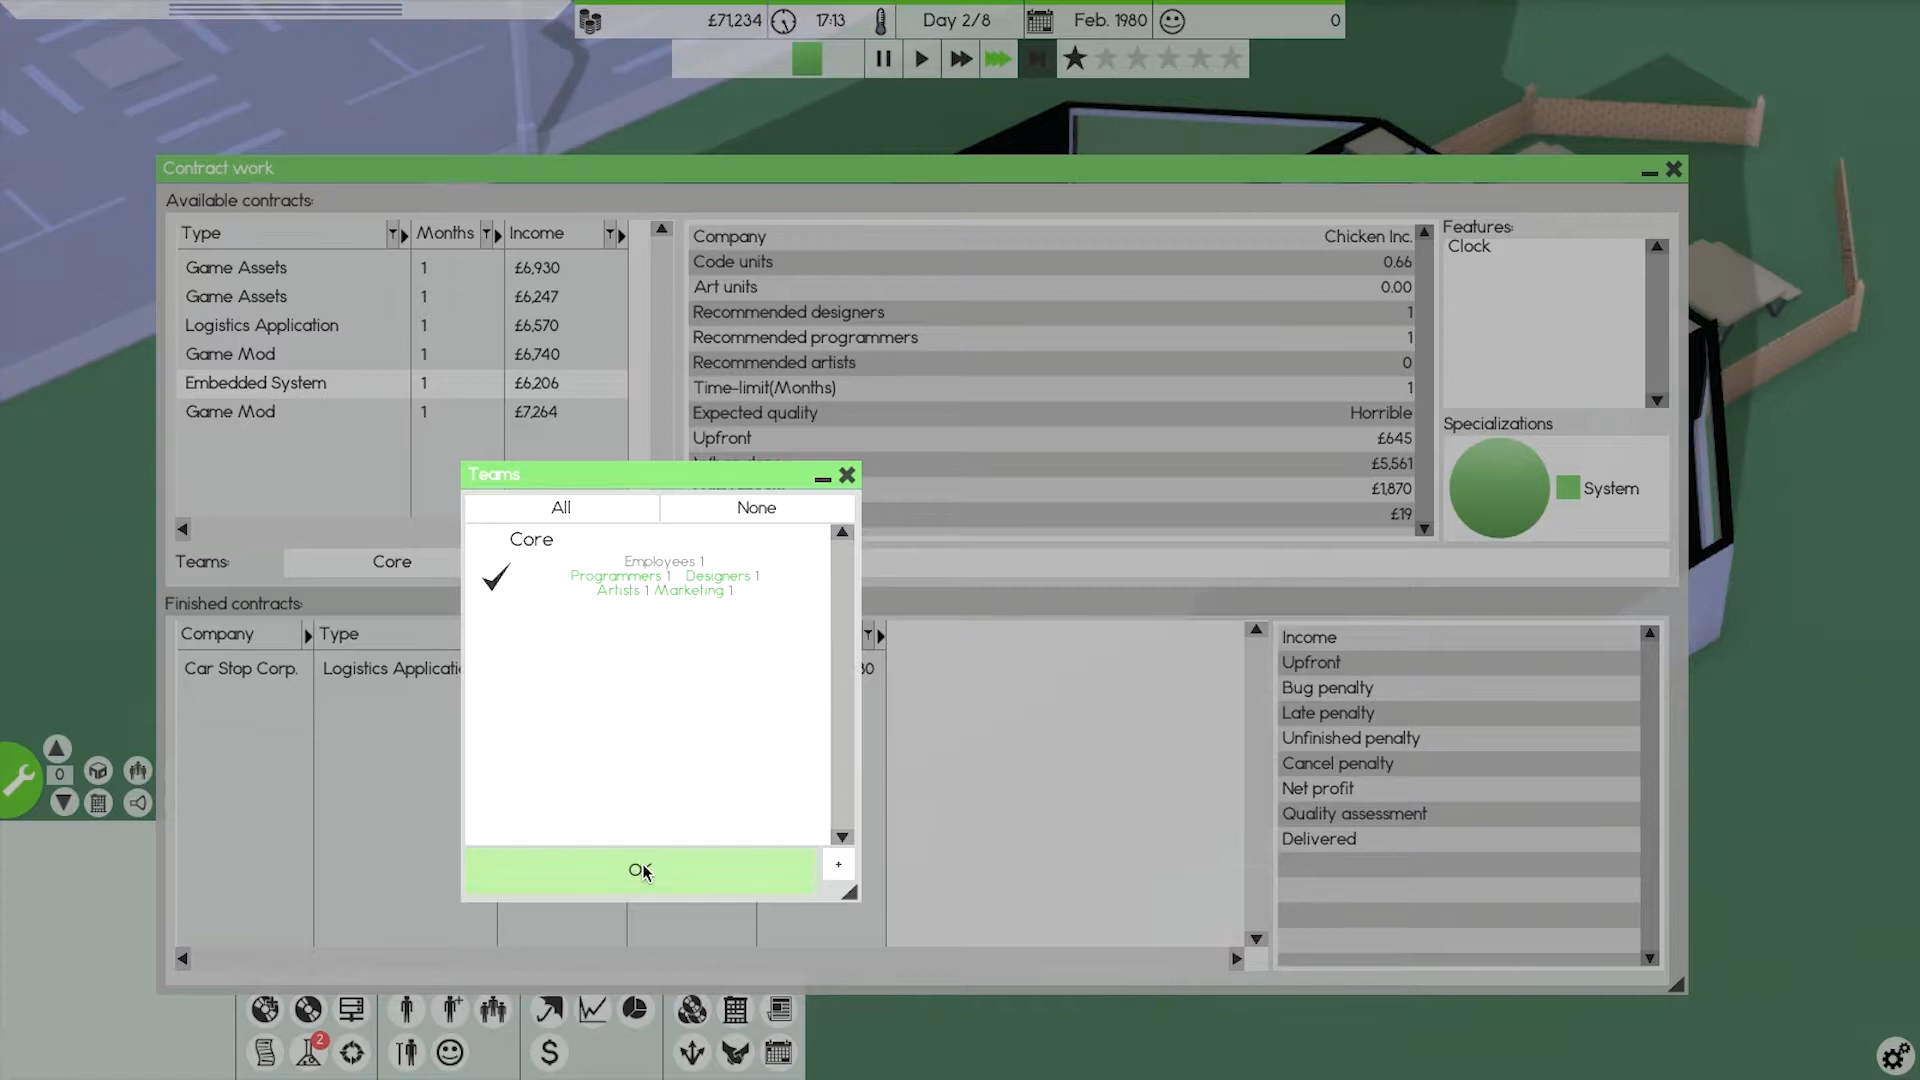 £71,234 17:13 Day 2/8 Feb. 1980 0
Contract work
Available contracts:
Type Months Income
Game Assets 1 £6,930
Game Assets 1 £6,247
Logistics Application 1 £6,570
Game Mod 1 £6,740
Embedded System 1 £6,206
Game Mod 1 £7,264
Company Chicken Inc.
Code units 0.66
Art units 0.00
Recommended designers 1
Recommended programmers 1
Recommended artists 0
Time-limit(Months) 1
Expected quality Horrible
Upfront £645
£5,561
£1,870
£19
Features:
Clock
Specializations
System
Teams: Core
Teams
All None
Core
Employees 1
Programmers 1 Designers 1
Artists 1 Marketing 1
OK +
Finished contracts:
Company Type
Car Stop Corp. Logistics Applicati
Income
Upfront
Bug penalty
Late penalty
Unfinished penalty
Cancel penalty
Net profit
Quality assessment
Delivered
0
2